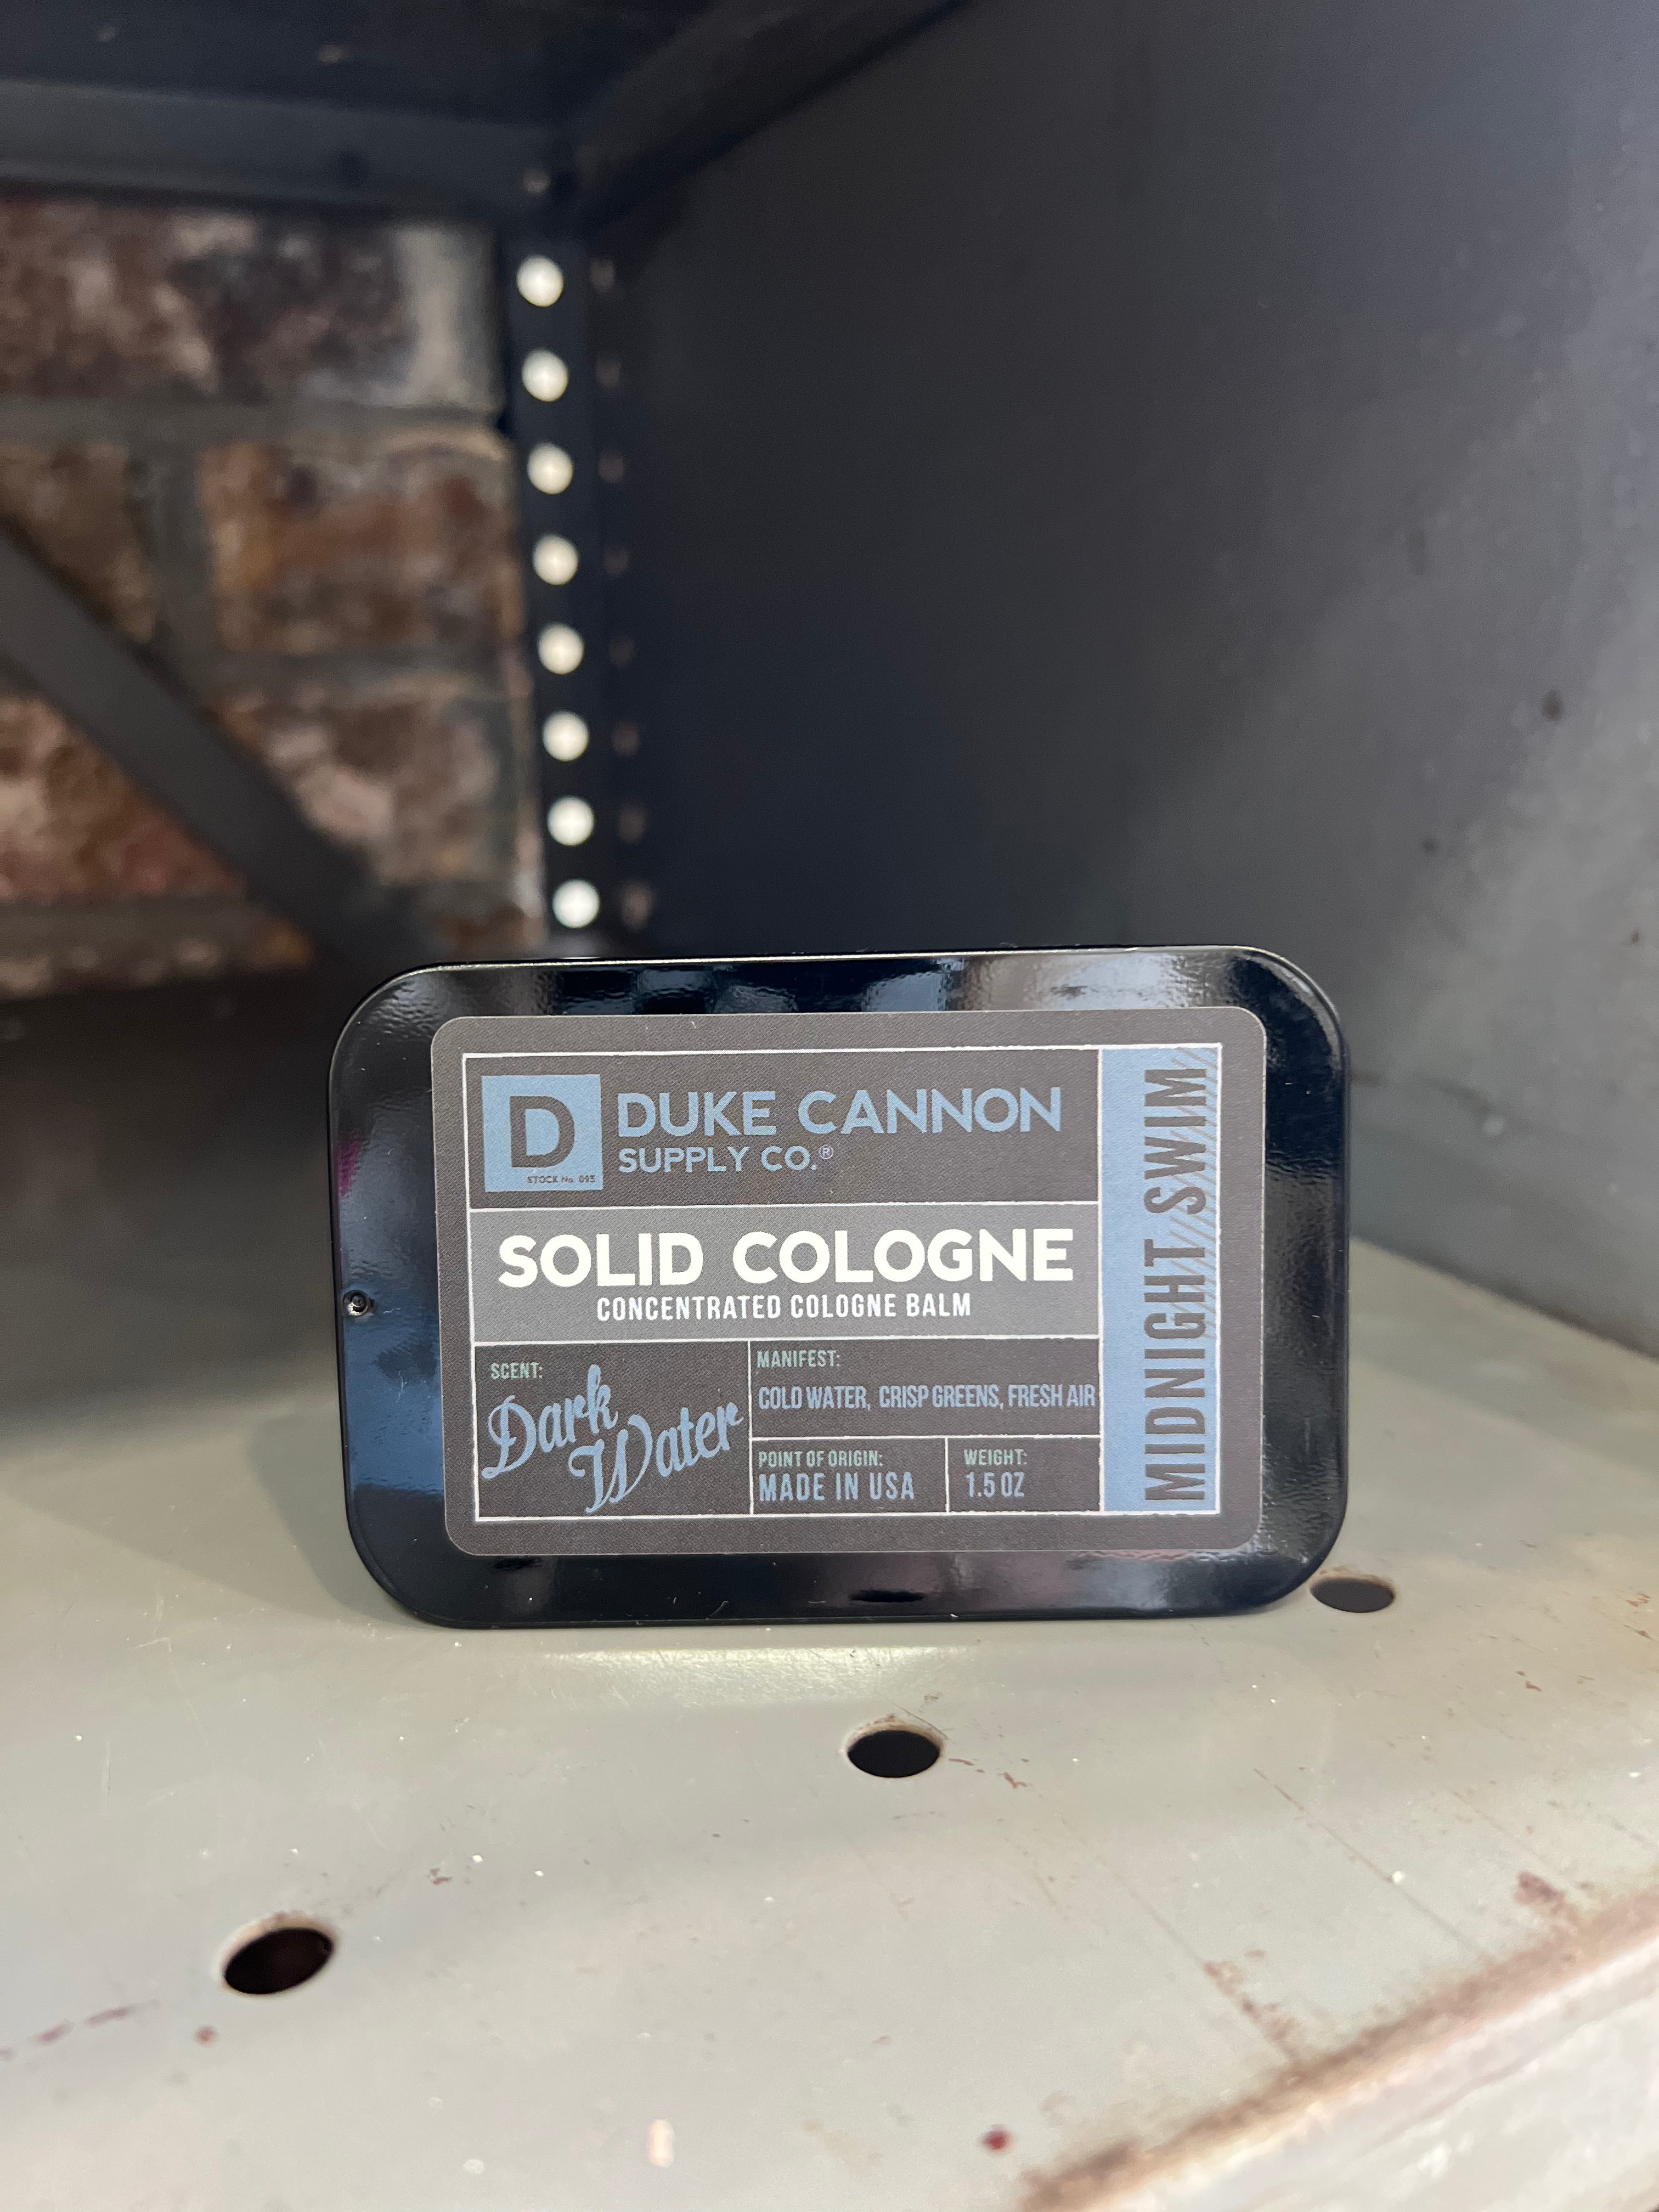 D
STOCK No. 093
DUKE CANNON
SUPPLY CO.®
SOLID COLOGNE
CONCENTRATED COLOGNE BALM
SCENT:
Dark
Water
MANIFEST:
COLD WATER, CRISP GREENS, FRESH AIR
POINT OF ORIGIN:
MADE IN USA
WEIGHT:
1.5 OZ
MIDNIGHT SWIM